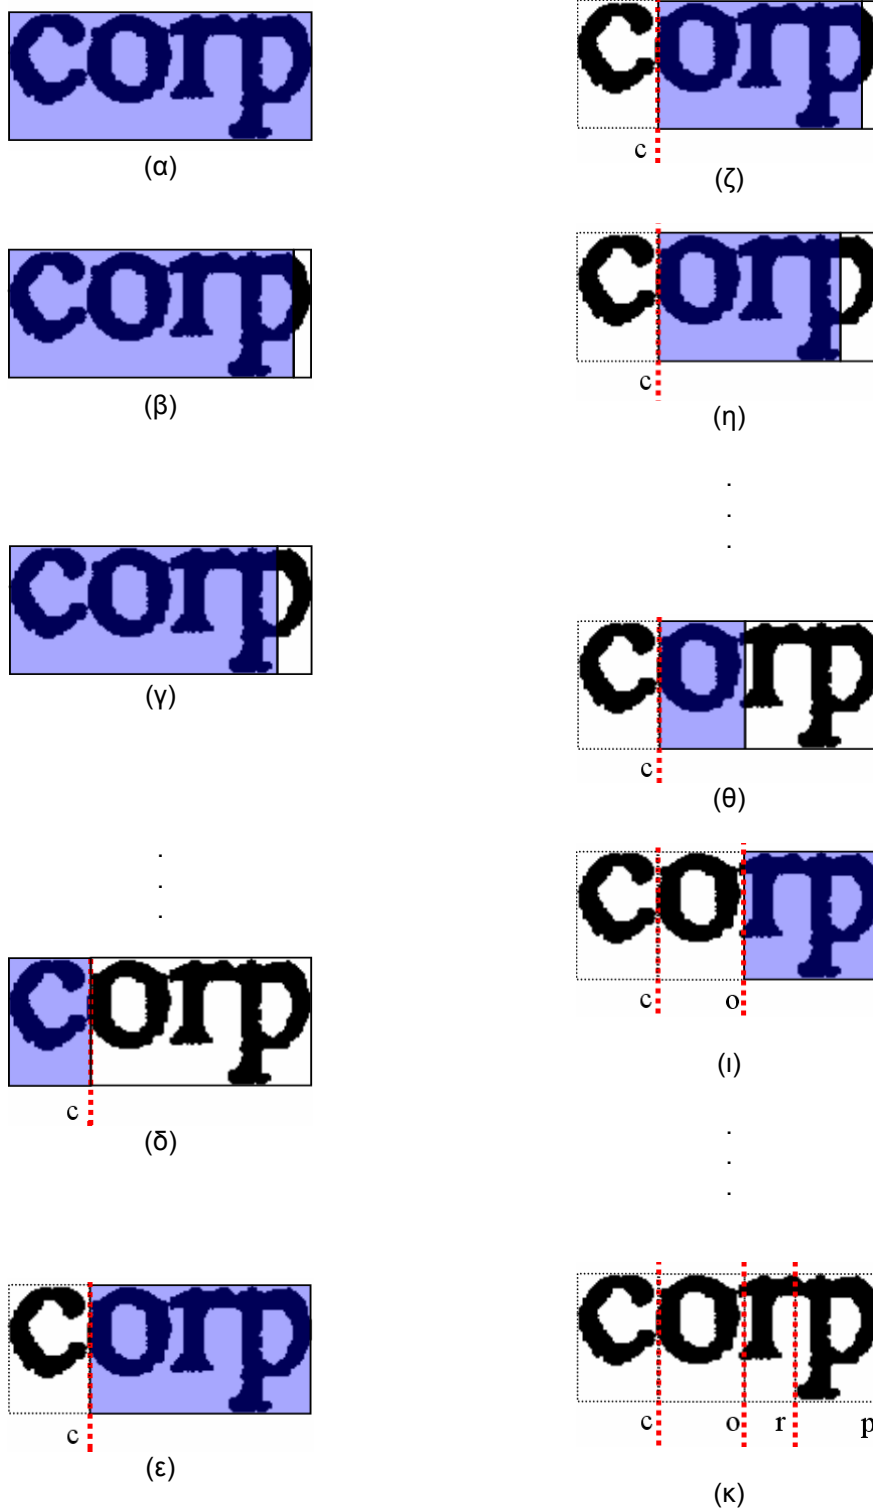 corp
(α)
corp
(β)
corp
(γ)
.
.
.
corp
c
(δ)
corp
c
(ε)
corp
c
(ζ)
corp
c
(η)
.
.
.
corp
c
(θ)
corp
c o
(ι)
.
.
.
corp
c o r p
(κ)